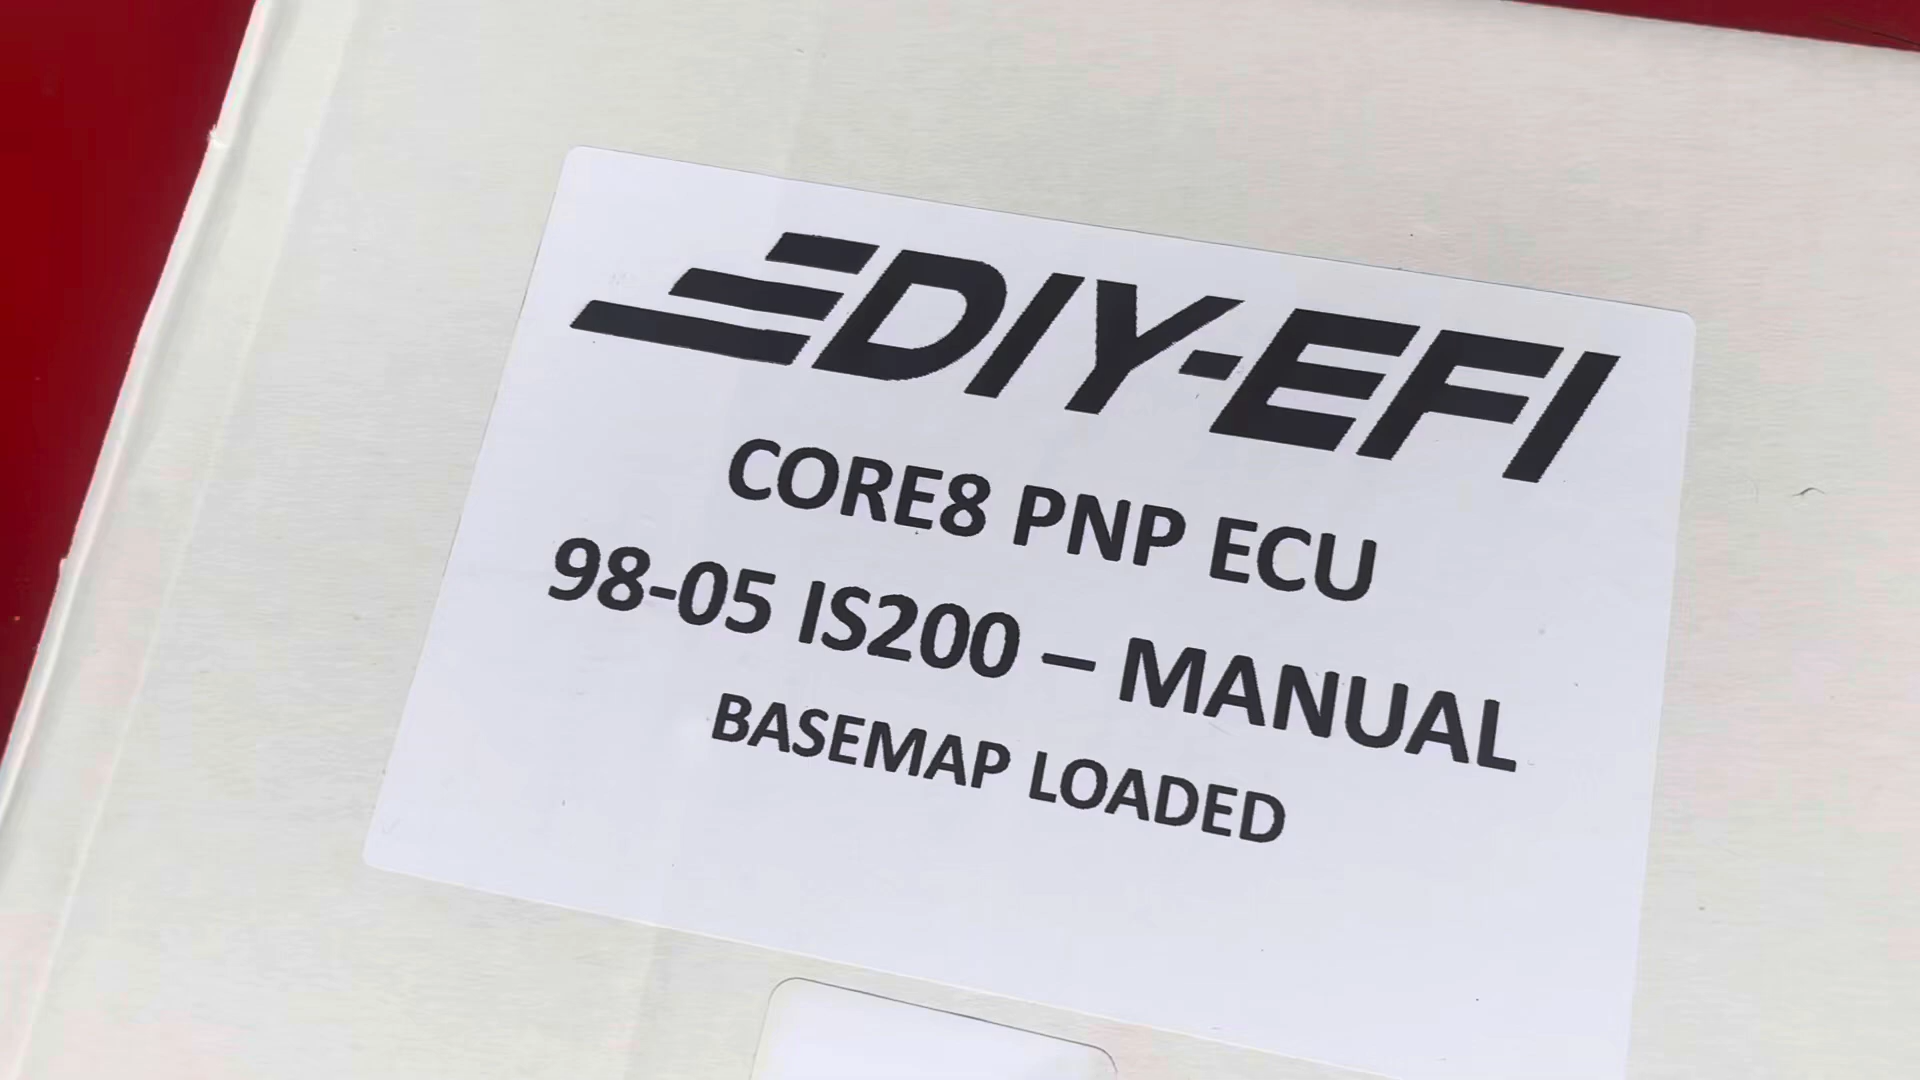 DIY-EFI
CORE8 PNP ECU
98-05 IS200 – MANUAL
BASEMAP LOADED